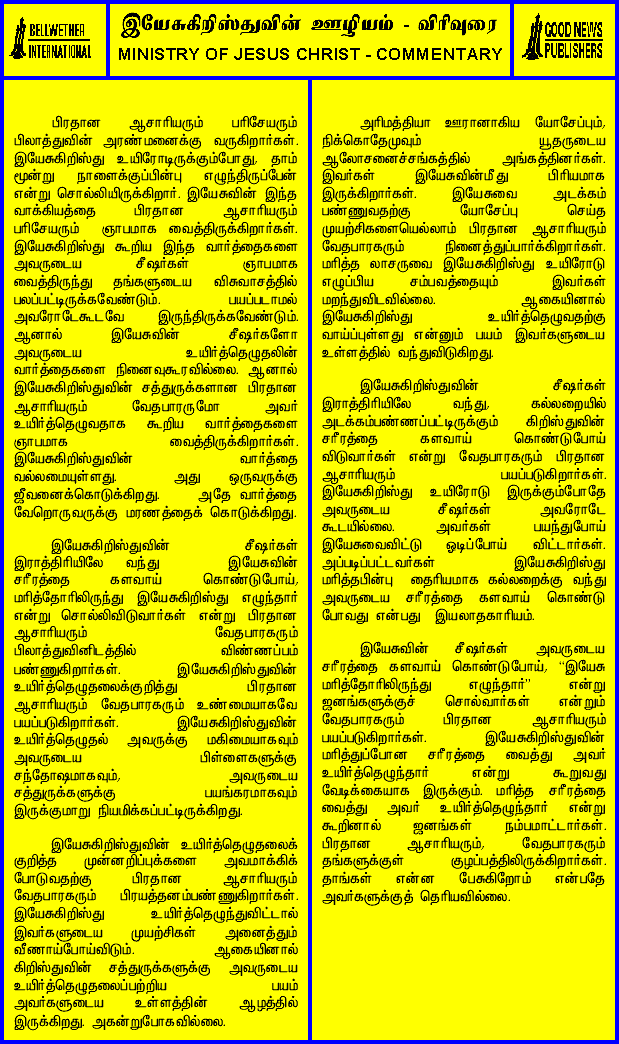 BELLWETHER
INTERNATIONAL
இயேசுகிறிஸ்துவின் ஊழியம் - விரிவுரை
MINISTRY OF JESUS CHRIST - COMMENTARY
GOOD NEWS
PUBLISHERS
பிரதான ஆசாரியரும் பரிசேயரும்
பிலாத்துவின் அரண்மனைக்கு வருகிறார்கள்.
இயேசுகிறிஸ்து உயிரோடிருக்கும்போது, தாம்
மூன்று நாளைக்குப்பின்பு எழுந்திருப்பேன்
என்று சொல்லியிருக்கிறார். இயேசுவின் இந்த
வாக்கியத்தை பிரதான ஆசாரியரும்
பரிசேயரும் ஞாபமாக வைத்திருக்கிறார்கள்.
இயேசுகிறிஸ்து கூறிய இந்த வார்த்தைகளை
அவருடைய சீஷர்கள் ஞாபமாக
வைத்திருந்து தங்களுடைய விசுவாசத்தில்
பலப்பட்டிருக்கவேண்டும். பயப்படாமல்
அவரோடேகூடவே இருந்திருக்கவேண்டும்.
ஆனால் இயேசுவின் சீஷர்களோ
அவருடைய உயிர்த்தெழுதலின்
வார்த்தைகளை நினைவுகூரவில்லை. ஆனால்
இயேசுகிறிஸ்துவின் சத்துருக்களான பிரதான
ஆசாரியரும் வேதபாரருமோ அவர்
உயிர்த்தெழுவதாக கூறிய வார்த்தைகளை
ஞாபமாக வைத்திருக்கிறார்கள்.
இயேசுகிறிஸ்துவின் வார்த்தை
வல்லமையுள்ளது. அது ஒருவருக்கு
ஜீவனைக்கொடுக்கிறது. அதே வார்த்தை
வேறொருவருக்கு மரணத்தைக் கொடுக்கிறது.
இயேசுகிறிஸ்துவின் சீஷர்கள்
இராத்திரியிலே வந்து இயேசுவின்
சரீரத்தை களவாய் கொண்டுபோய்,
மரித்தோரிலிருந்து இயேசுகிறிஸ்து எழுந்தார்
என்று சொல்லிவிடுவார்கள் என்று பிரதான
ஆசாரியரும் வேதபாரகரும்
பிலாத்துவினிடத்தில் விண்ணப்பம்
பண்ணுகிறார்கள். இயேசுகிறிஸ்துவின்
உயிர்த்தெழுதலைக்குறித்து பிரதான
ஆசாரியரும் வேதபாரகரும் உண்மையாகவே
பயப்படுகிறார்கள். இயேசுகிறிஸ்துவின்
உயிர்த்தெழுதல் அவருக்கு மகிமையாகவும்
அவருடைய பிள்ளைகளுக்கு
சந்தோஷமாகவும், அவருடைய
சத்துருக்களுக்கு பயங்கரமாகவும்
இருக்குமாறு நியமிக்கப்பட்டிருக்கிறது.
இயேசுகிறிஸ்துவின் உயிர்த்தெழுதலைக்
குறித்த முன்னறிப்புக்களை அவமாக்கிக்
போடுவதற்கு பிரதான ஆசாரியரும்
வேதபாரகரும் பிரயத்தனம்பண்ணுகிறார்கள்.
இயேசுகிறிஸ்து உயிர்த்தெழுந்துவிட்டால்
இவர்களுடைய முயற்சிகள் அனைத்தும்
வீணாய்போய்விடும். ஆகையினால்
கிறிஸ்துவின் சத்துருக்களுக்கு அவருடைய
உயிர்த்தெழுதலைப்பற்றிய பயம்
அவர்களுடைய உள்ளத்தின் ஆழத்தில்
இருக்கிறது. அகன்றுபோகவில்லை.
அரிமத்தியா ஊரானாகிய யோசேப்பும்,
நிக்கொதேமுவும் யூதருடைய
ஆலோசனைச்சங்கத்தில் அங்கத்தினர்கள்.
இவர்கள் இயேசுவின்மீது பிரியமாக
இருக்கிறார்கள். இயேசுவை அடக்கம்
பண்ணுவதற்கு யோசேப்பு செய்த
முயற்சிகளையெல்லாம் பிரதான ஆசாரியரும்
வேதபாரகரும் நினைத்துப்பார்க்கிறார்கள்.
மரித்த லாசருவை இயேசுகிறிஸ்து உயிரோடு
எழுப்பிய சம்பவத்தையும் இவர்கள்
மறந்துவிடவில்லை. ஆகையினால்
இயேசுகிறிஸ்து உயிர்த்தெழுவதற்கு
வாய்ப்புள்ளது என்னும் பயம் இவர்களுடைய
உள்ளத்தில் வந்துவிடுகிறது.
இயேசுகிறிஸ்துவின் சீஷர்கள்
இராத்திரியிலே வந்து, கல்லறையில்
அடக்கம்பண்ணப்பட்டிருக்கும் கிறிஸ்துவின்
சரீரத்தை களவாய் கொண்டுபோய்
விடுவார்கள் என்று வேதபாரகரும் பிரதான
ஆசாரியரும் பயப்படுகிறார்கள்.
இயேசுகிறிஸ்து உயிரோடு இருக்கும்போதே
அவருடைய சீஷர்கள் அவரோடே
கூடயில்லை. அவர்கள் பயந்துபோய்
இயேசுவைவிட்டு ஓடிப்போய் விட்டார்கள்.
அப்படிப்பட்டவர்கள் இயேசுகிறிஸ்து
மரித்தபின்பு தைரியமாக கல்லறைக்கு வந்து
அவருடைய சரீரத்தை களவாய் கொண்டு
போவது என்பது இயலாதகாரியம்.
இயேசுவின் சீஷர்கள் அவருடைய
சரீரத்தை களவாய் கொண்டுபோய், "இயேசு
மரித்தோரிலிருந்து எழுந்தார்" என்று
ஜனங்களுக்குச் சொல்வார்கள் என்றும்
வேதபாரகரும் பிரதான ஆசாரியரும்
பயப்படுகிறார்கள். இயேசுகிறிஸ்துவின்
மரித்துப்போன சரீரத்தை வைத்து அவர்
உயிர்த்தெழுந்தார் என்று கூறுவது
வேடிக்கையாக இருக்கும். மரித்த சரீரத்தை
வைத்து அவர் உயிர்த்தெழுந்தார் என்று
கூறினால் ஜனங்கள் நம்பமாட்டார்கள்.
பிரதான ஆசாரியரும், வேதபாரகரும்
தங்களுக்குள் குழப்பத்திலிருக்கிறார்கள்.
தாங்கள் என்ன பேசுகிறோம் என்பதே
அவர்களுக்குத் தெரியவில்லை.